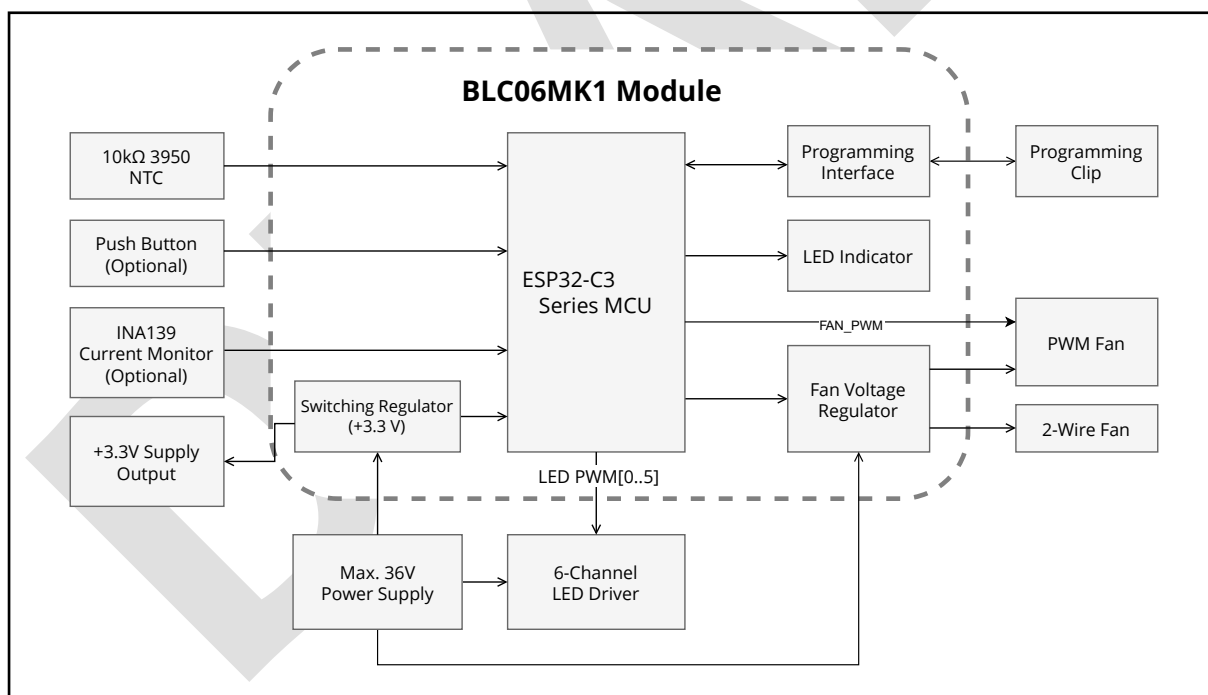 BLC06MK1 Module
10kΩ 3950
NTC
Push Button
(Optional)
INA139
Current Monitor
(Optional)
+3.3V Supply
Output
Switching Regulator
(+3.3 V)
ESP32-C3
Series MCU
Programming
Interface
Programming
Clip
LED Indicator
FAN_PWM
PWM Fan
Fan Voltage
Regulator
2-Wire Fan
LED PWM[0..5]
Max. 36V
Power Supply
6-Channel
LED Driver